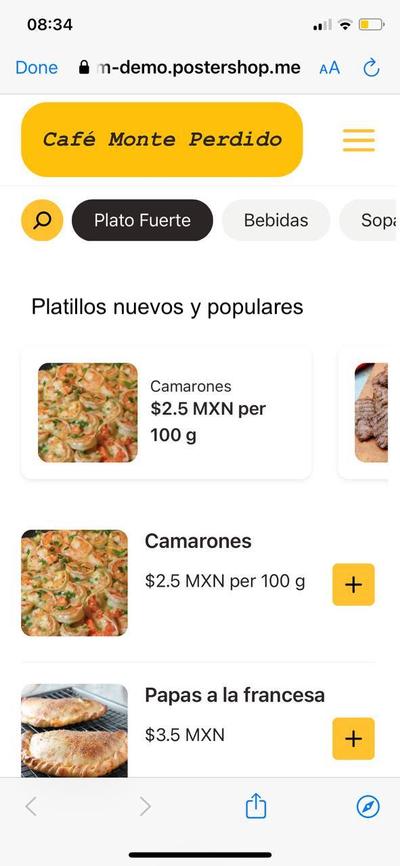 08:34
Done
m-demo.postershop.me
AA
Café Monte Perdido
Plato Fuerte
Bebidas
Sopa
Platillos nuevos y populares
Camarones
$2.5 MXN per
100 g
Camarones
$2.5 MXN per 100 g
+
Papas a la francesa
$3.5 MXN
+